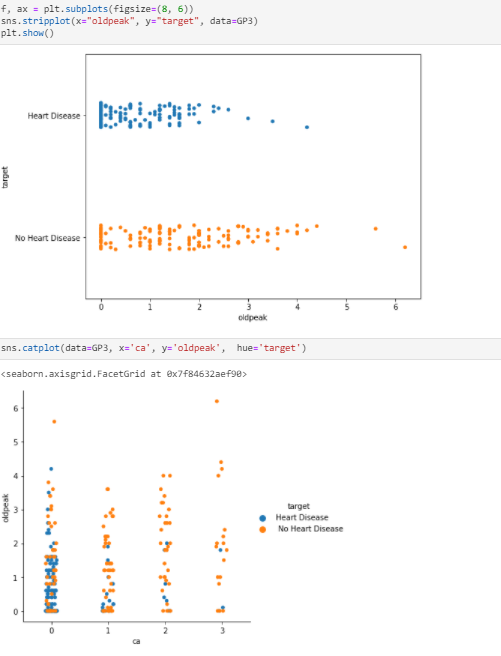 f, ax = plt.subplots(figsize=(8, 6))
sns.stripplot(x="oldpeak", y="target", data=GP3)
plt.show()
Heart Disease
No Heart Disease
target
0 1 2 3 4 5 6
oldpeak
sns.catplot(data=GP3, x='ca', y='oldpeak', hue='target')
<seaborn.axisgrid.FacetGrid at 0x7f84632aef90>
6
5
4
3
2
1
0
oldpeak
target
Heart Disease
No Heart Disease
0 1 2 3
ca